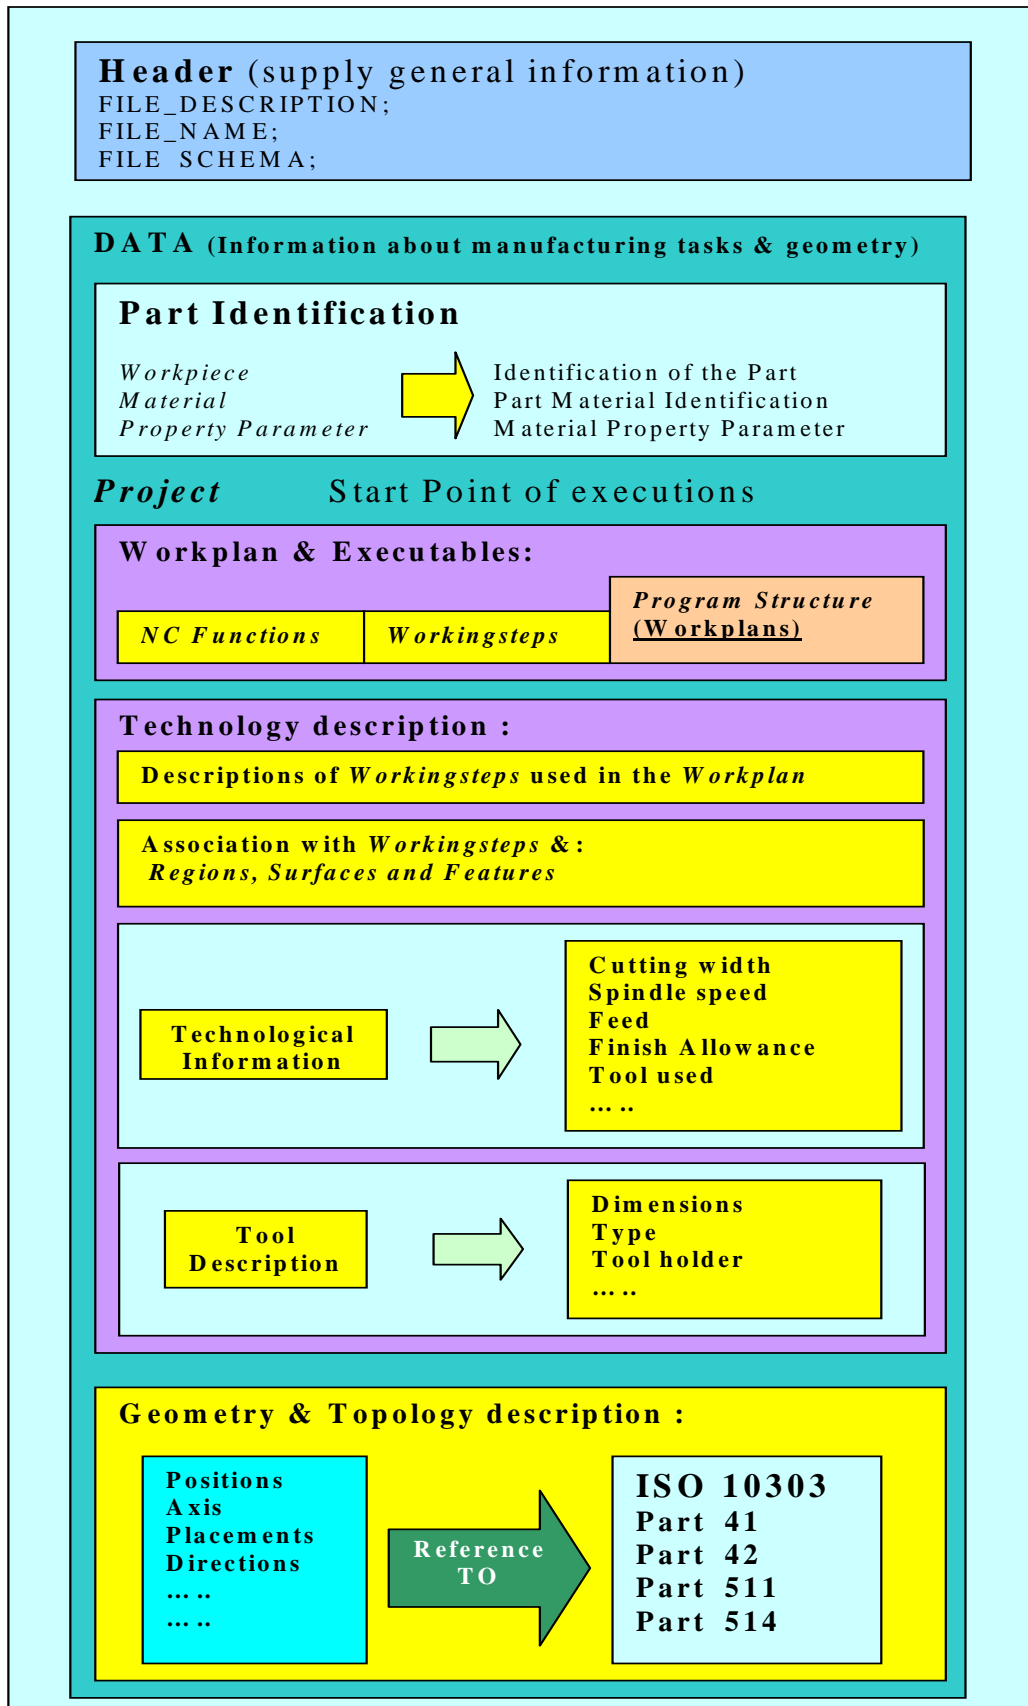 Header (supply general information)
FILE_DESCRIPTION;
FILE_NAME;
FILE SCHEMA;
DATA (Information about manufacturing tasks & geometry)
Part Identification
Workpiece
Material
Property Parameter
Identification of the Part
Part Material Identification
Material Property Parameter
Project Start Point of executions
Workplan & Executables:
NC Functions
Workingsteps
Program Structure
(Workplans)
Technology description :
Descriptions of Workingsteps used in the Workplan
Association with Workingsteps &:
Regions, Surfaces and Features
Technological
Information
Cutting width
Spindle speed
Feed
Finish Allowance
Tool used
... ..
Tool
Description
Dimensions
Type
Tool holder
... ..
Geometry & Topology description :
Positions
Axis
Placements
Directions
... ..
... ..
Reference
TO
ISO 10303
Part 41
Part 42
Part 511
Part 514